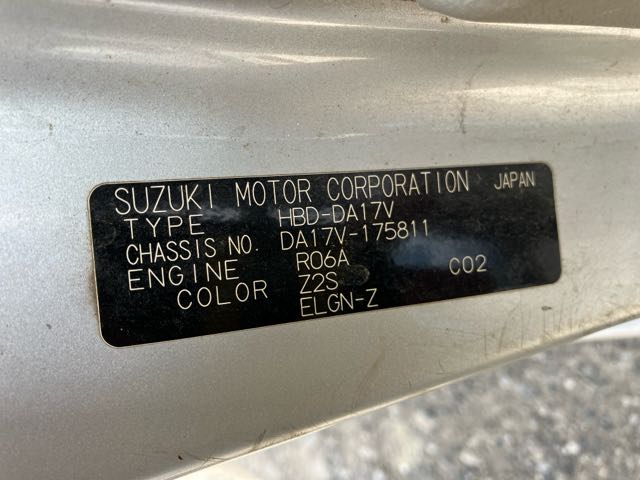 SUZUKI MOTOR CORPORATION JAPAN
TYPE HBD-DA17V
CHASSIS NO. DA17V-175811
ENGINE R06A C02
COLOR Z2S
ELGN-Z